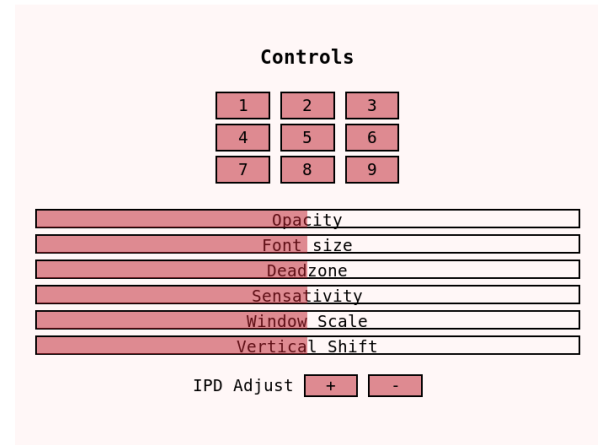 Controls
1 2 3
4 5 6
7 8 9
Opacity
Font size
Deadzone
Sensativity
Window Scale
Vertical Shift
IPD Adjust + -